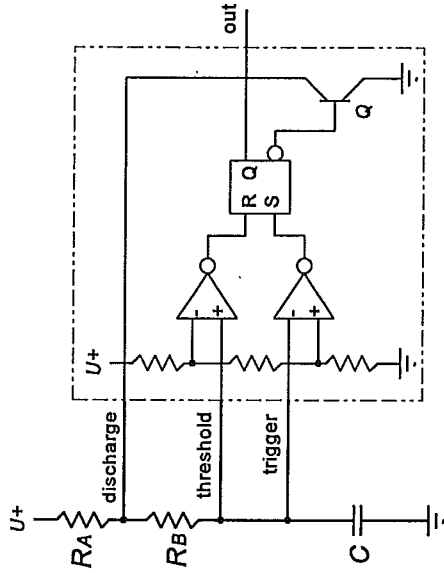 U+
RA
RB
C
discharge
threshold
trigger
U+
-
+
-
+
R Q
S
Q
out